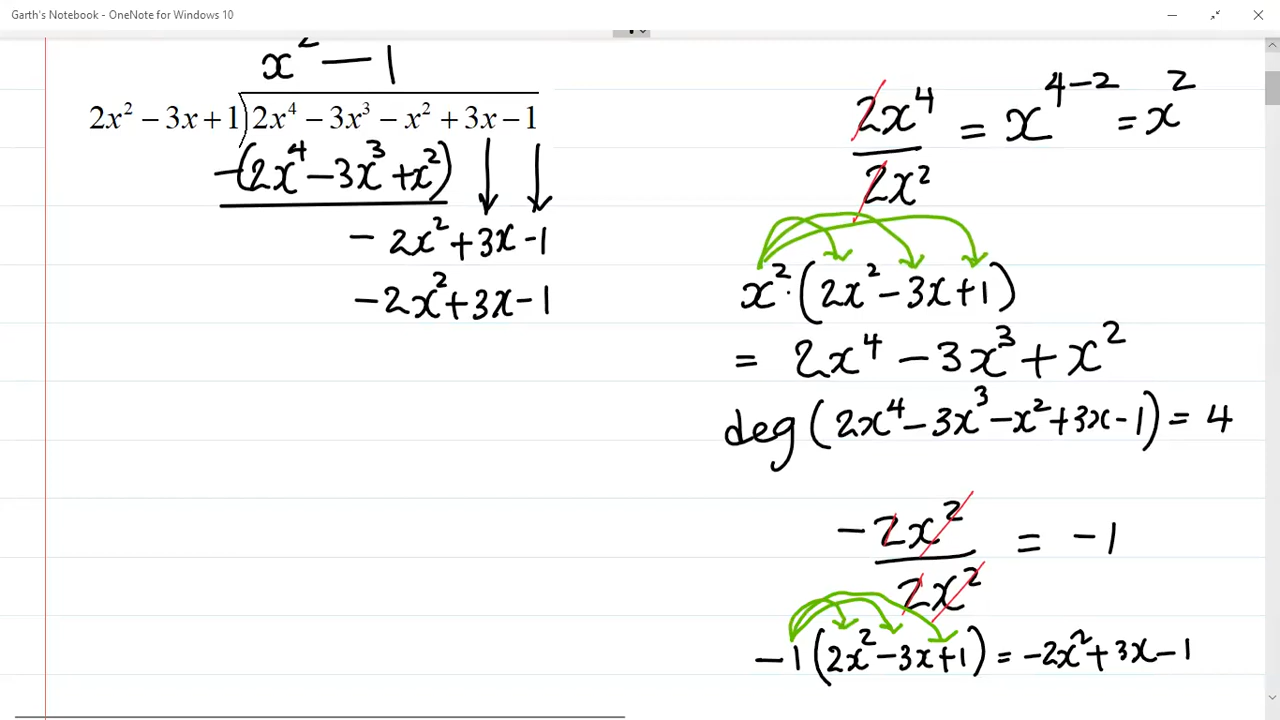 Garth's Notebook - OneNote for Windows 10
x² — 1
2x² − 3x + 1)2x⁴ − 3x³ − x² + 3x − 1
−(2x⁴ − 3x³ + x²)
− 2x² + 3x − 1
− 2x² + 3x − 1
2x⁴/2x² = x⁴⁻² = x²
x² · (2x² − 3x + 1)
= 2x⁴ − 3x³ + x²
deg(2x⁴ − 3x³ − x² + 3x − 1) = 4
−2x²/2x² = −1
−1(2x² − 3x + 1) = −2x² + 3x − 1